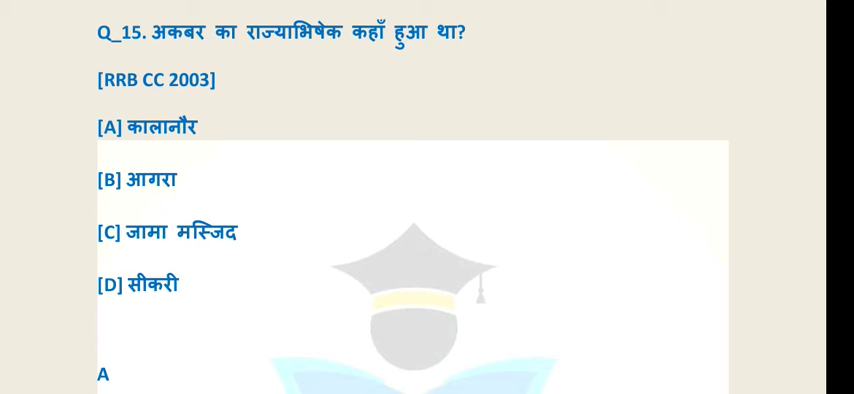 Q_15. अकबर का राज्याभिषेक कहाँ हुआ था?
[RRB CC 2003]
[A] कालानौर
[B] आगरा
[C] जामा मस्जिद
[D] सीकरी
A